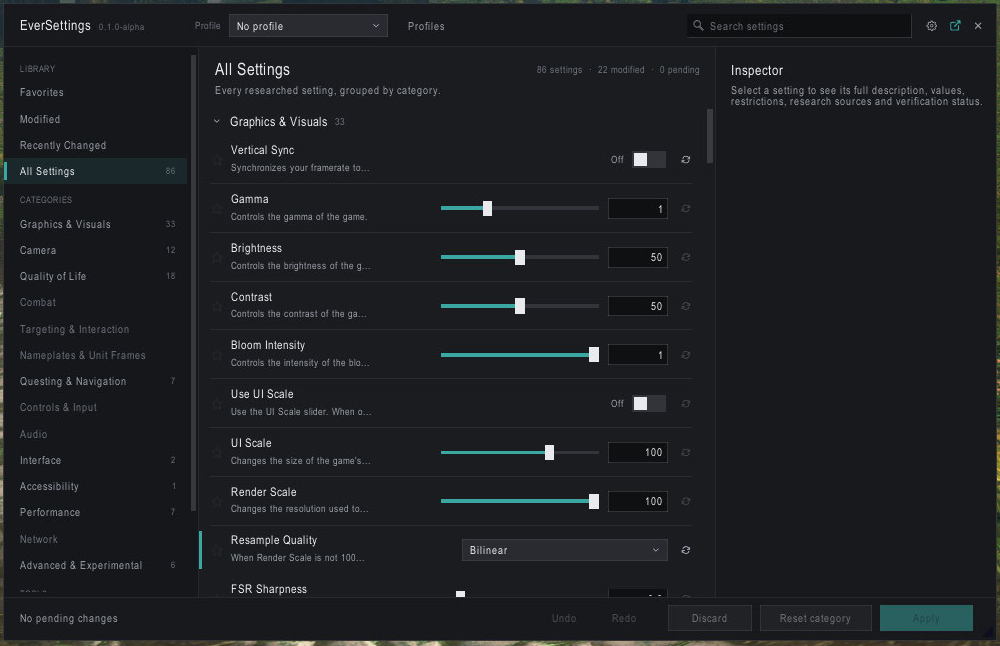 EverSettings 0.1.0-alpha Profile No profile Profiles Search settings
LIBRARY
Favorites
Modified
Recently Changed
All Settings 86
CATEGORIES
Graphics & Visuals 33
Camera 12
Quality of Life 18
Combat
Targeting & Interaction
Nameplates & Unit Frames
Questing & Navigation 7
Controls & Input
Audio
Interface 2
Accessibility 1
Performance 7
Network
Advanced & Experimental 6
All Settings 86 settings · 22 modified · 0 pending
Every researched setting, grouped by category.
Graphics & Visuals 33
Vertical Sync
Synchronizes your framerate to...
Off
Gamma
Controls the gamma of the game.
1
Brightness
Controls the brightness of the g...
50
Contrast
Controls the contrast of the ga...
50
Bloom Intensity
Controls the intensity of the blo...
1
Use UI Scale
Use the UI Scale slider. When o...
Off
UI Scale
Changes the size of the game's...
100
Render Scale
Changes the resolution used to...
100
Resample Quality
When Render Scale is not 100...
Bilinear
FSR Sharpness
Inspector
Select a setting to see its full description, values,
restrictions, research sources and verification status.
No pending changes Undo Redo Discard Reset category Apply